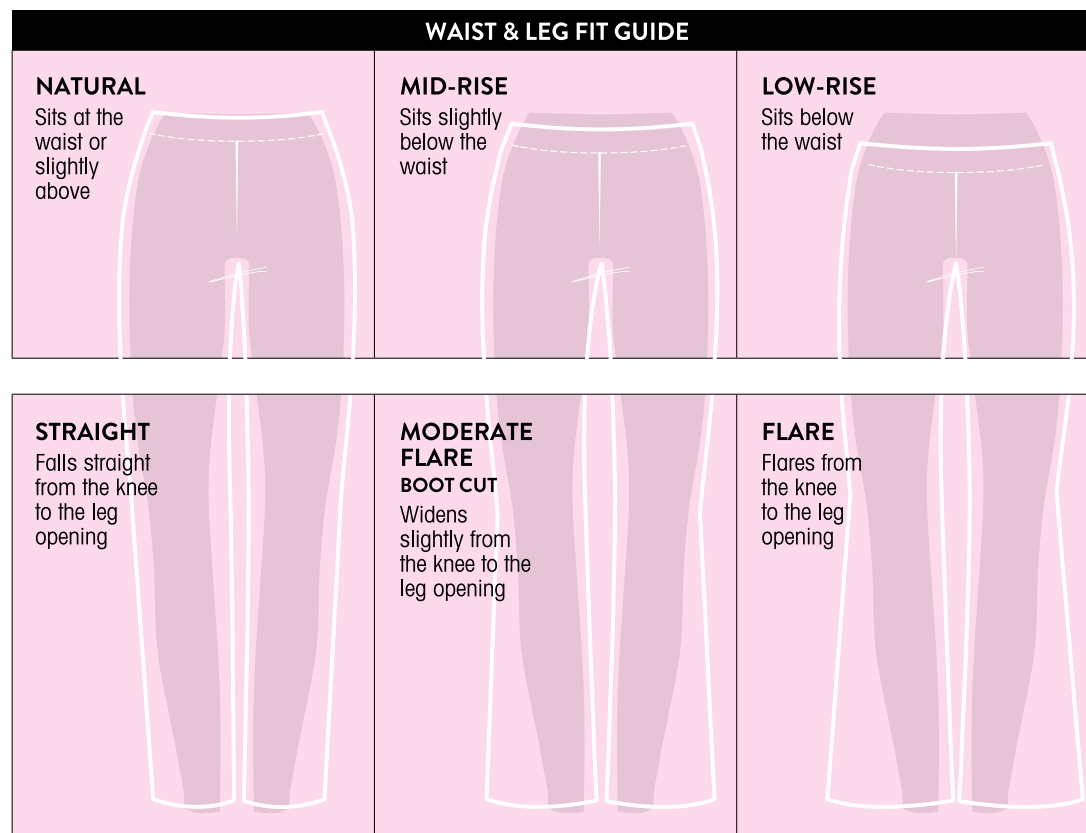 WAIST & LEG FIT GUIDE
NATURAL
Sits at the
waist or
slightly
above
MID-RISE
Sits slightly
below the
waist
LOW-RISE
Sits below
the waist
STRAIGHT
Falls straight
from the knee
to the leg
opening
MODERATE
FLARE
BOOT CUT
Widens
slightly from
the knee to the
leg opening
FLARE
Flares from
the knee
to the leg
opening